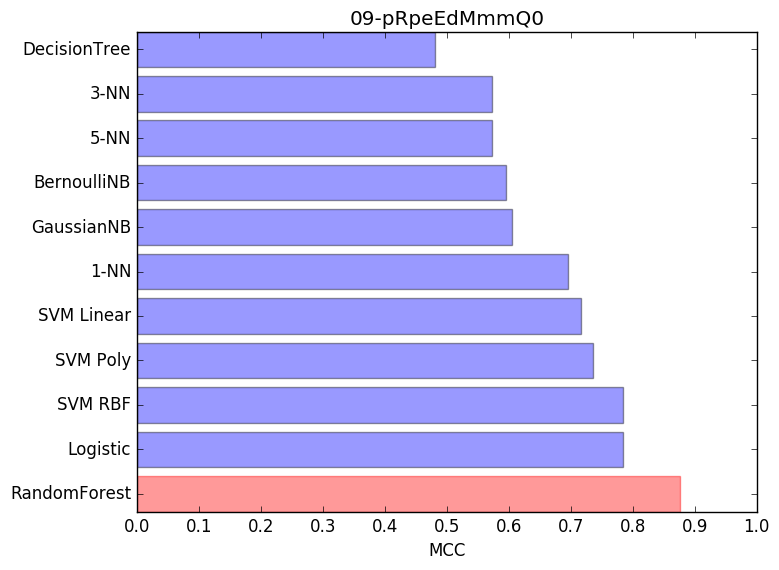 09-pRpeEdMmmQ0
DecisionTree
3-NN
5-NN
BernoulliNB
GaussianNB
1-NN
SVM Linear
SVM Poly
SVM RBF
Logistic
RandomForest
0.0 0.1 0.2 0.3 0.4 0.5 0.6 0.7 0.8 0.9 1.0
MCC